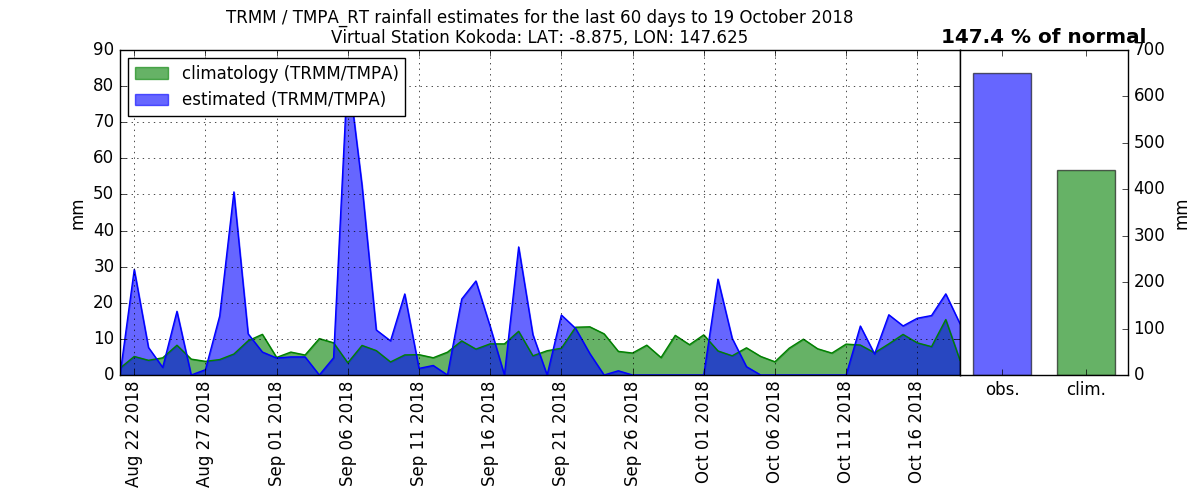 TRMM / TMPA_RT rainfall estimates for the last 60 days to 19 October 2018
Virtual Station Kokoda: LAT: -8.875, LON: 147.625
147.4 % of normal
climatology (TRMM/TMPA)
estimated (TRMM/TMPA)
90
80
70
60
50
40
30
20
10
0
mm
Aug 22 2018
Aug 27 2018
Sep 01 2018
Sep 06 2018
Sep 11 2018
Sep 16 2018
Sep 21 2018
Sep 26 2018
Oct 01 2018
Oct 06 2018
Oct 11 2018
Oct 16 2018
obs.
clim.
700
600
500
400
300
200
100
0
mm